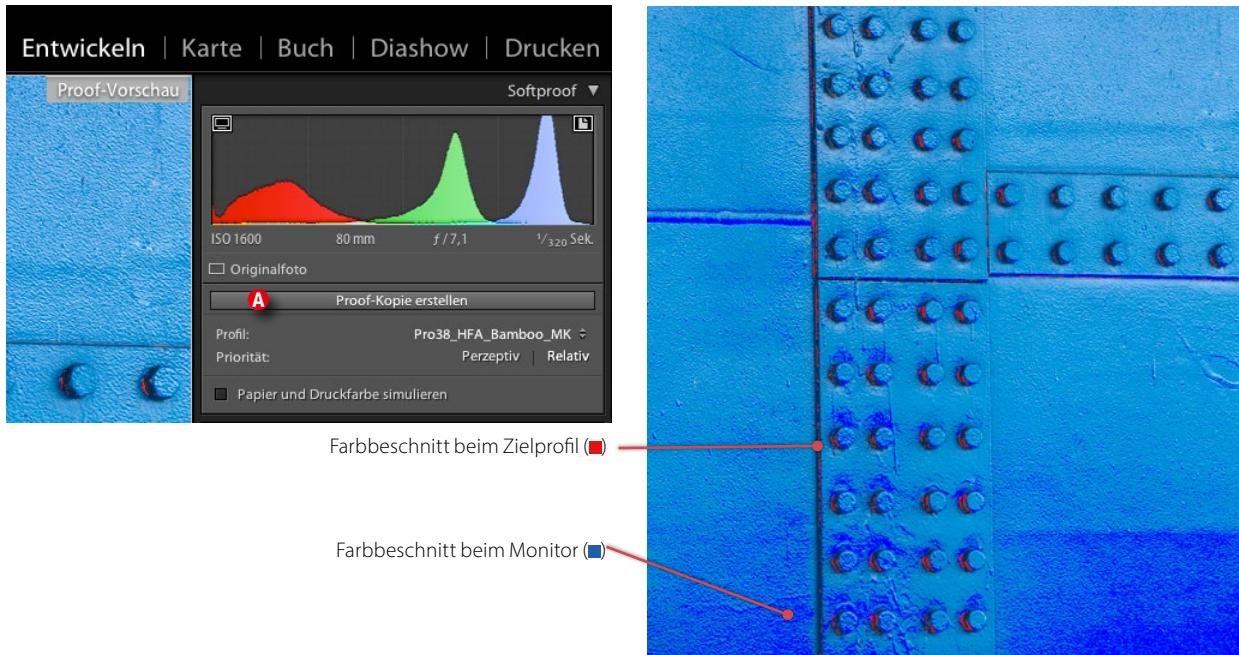 Entwickeln | Karte | Buch | Diashow | Drucken
Proof-Vorschau
Softproof ▼
ISO 1600 80 mm ƒ / 7,1 1/320 Sek.
Originalfoto
A Proof-Kopie erstellen
Profil: Pro38_HFA_Bamboo_MK
Priorität: Perzeptiv | Relativ
Papier und Druckfarbe simulieren
Farbbeschnitt beim Zielprofil (■)
Farbbeschnitt beim Monitor (■)